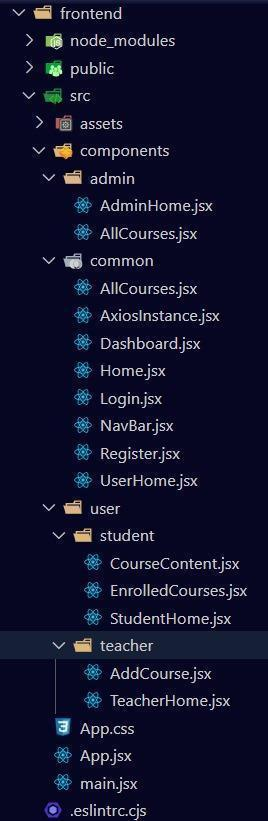 frontend
node_modules
public
src
assets
components
admin
AdminHome.jsx
AllCourses.jsx
common
AllCourses.jsx
AxiosInstance.jsx
Dashboard.jsx
Home.jsx
Login.jsx
NavBar.jsx
Register.jsx
UserHome.jsx
user
student
CourseContent.jsx
EnrolledCourses.jsx
StudentHome.jsx
teacher
AddCourse.jsx
TeacherHome.jsx
App.css
App.jsx
main.jsx
.eslintrc.cjs